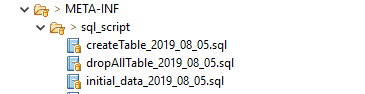 META-INF
sql_script
createTable_2019_08_05.sql
dropAllTable_2019_08_05.sql
initial_data_2019_08_05.sql